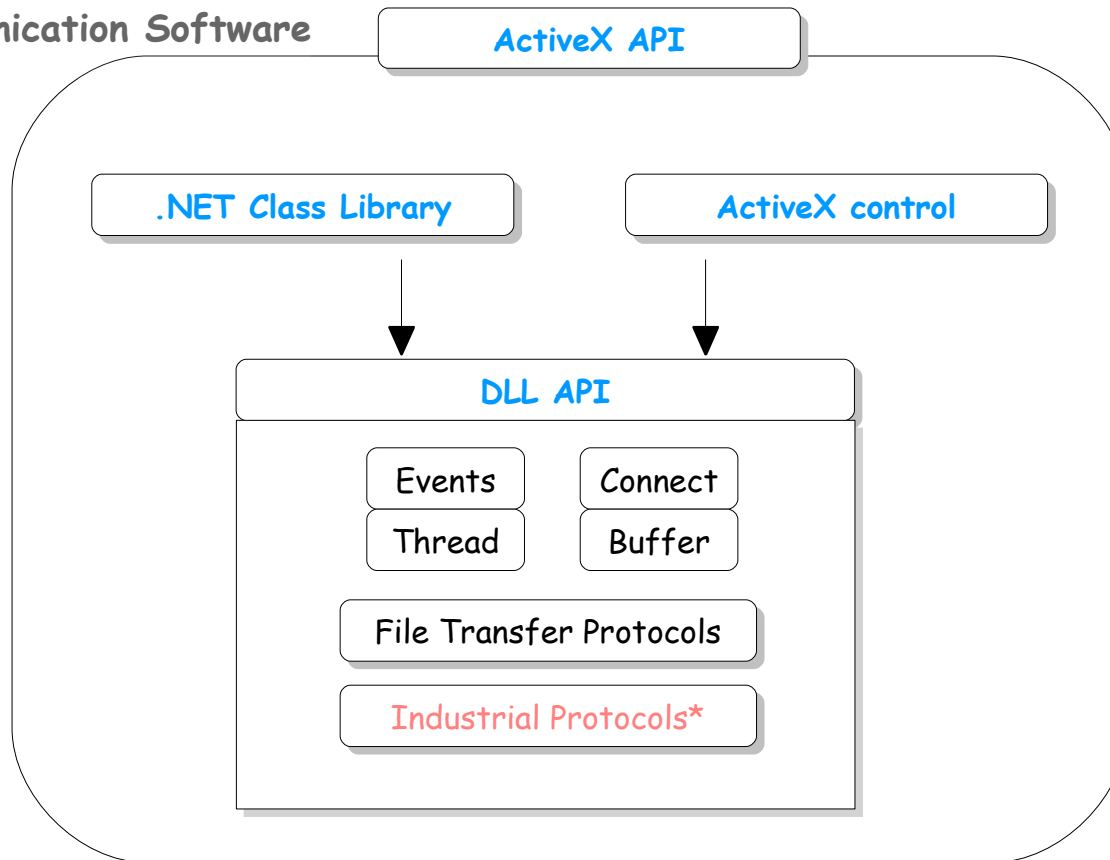 Software
ActiveX API
.NET Class Library
ActiveX control
DLL API
Events
Connect
Thread
Buffer
File Transfer Protocols
Industrial Protocols*